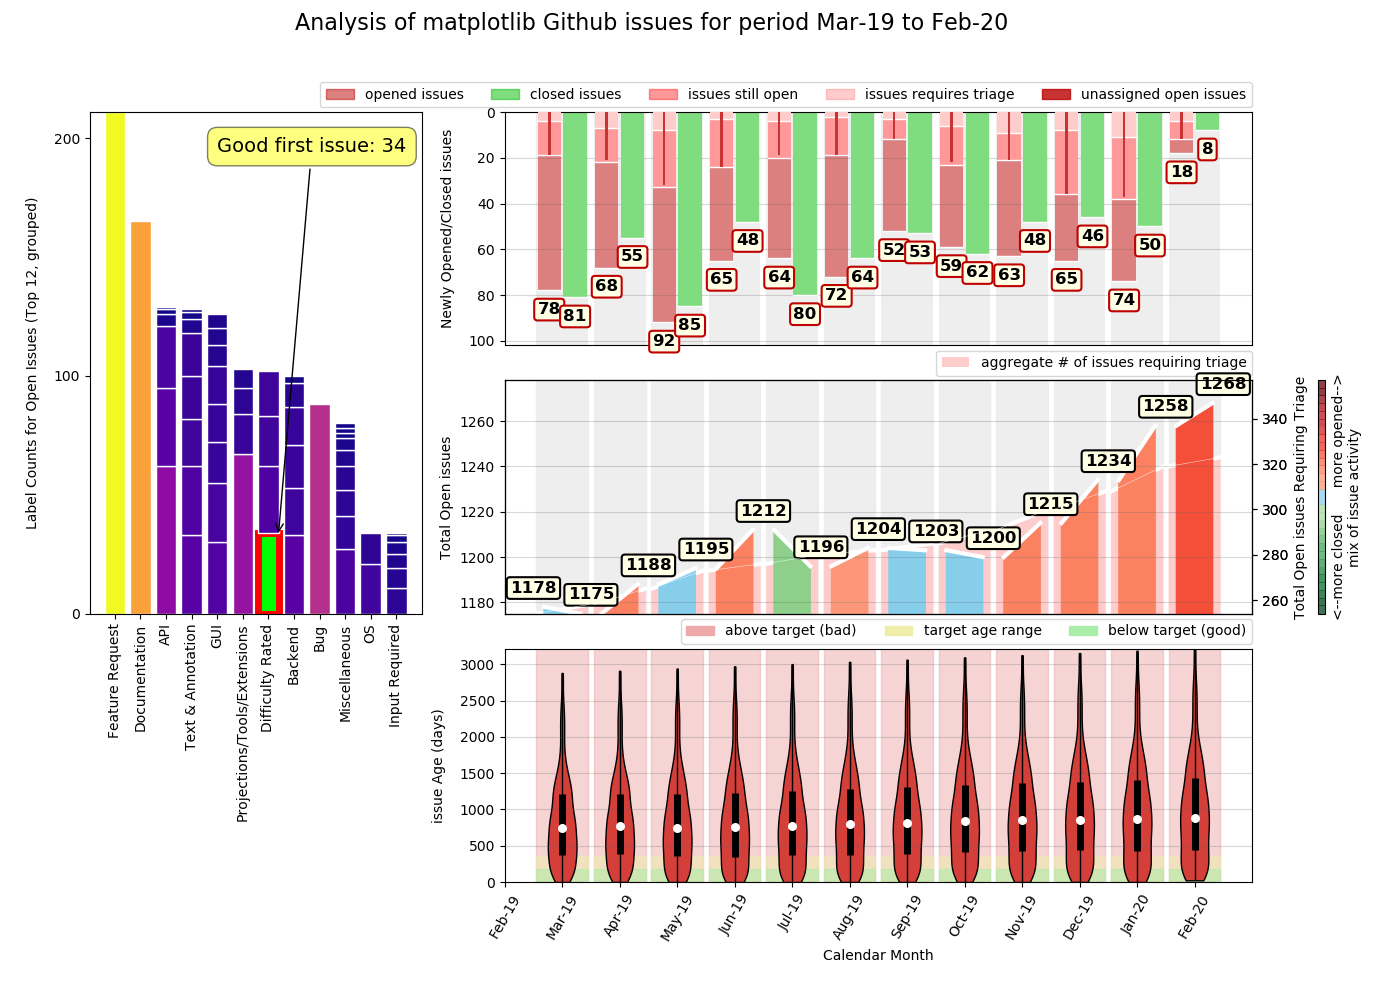 Analysis of matplotlib Github issues for period Mar-19 to Feb-20
Label Counts for Open Issues (Top 12, grouped)
200
100
0
Good first issue: 34
Feature Request
Documentation
API
Text & Annotation
GUI
Projections/Tools/Extensions
Difficulty Rated
Backend
Bug
Miscellaneous
OS
Input Required
opened issues
closed issues
issues still open
issues requires triage
unassigned open issues
Newly Opened/Closed issues
0
20
40
60
80
100
78
81
68
55
92
85
65
48
64
80
72
64
52
53
59
62
63
48
65
46
74
50
18
8
aggregate # of issues requiring triage
Total Open issues
1260
1240
1220
1200
1180
1178
1175
1188
1195
1212
1196
1204
1203
1200
1215
1234
1258
1268
340
320
300
280
260
Total Open issues Requiring Triage
<--more closed     more opened-->
mix of issue activity
above target (bad)
target age range
below target (good)
issue Age (days)
3000
2500
2000
1500
1000
500
0
Feb-19
Mar-19
Apr-19
May-19
Jun-19
Jul-19
Aug-19
Sep-19
Oct-19
Nov-19
Dec-19
Jan-20
Feb-20
Calendar Month